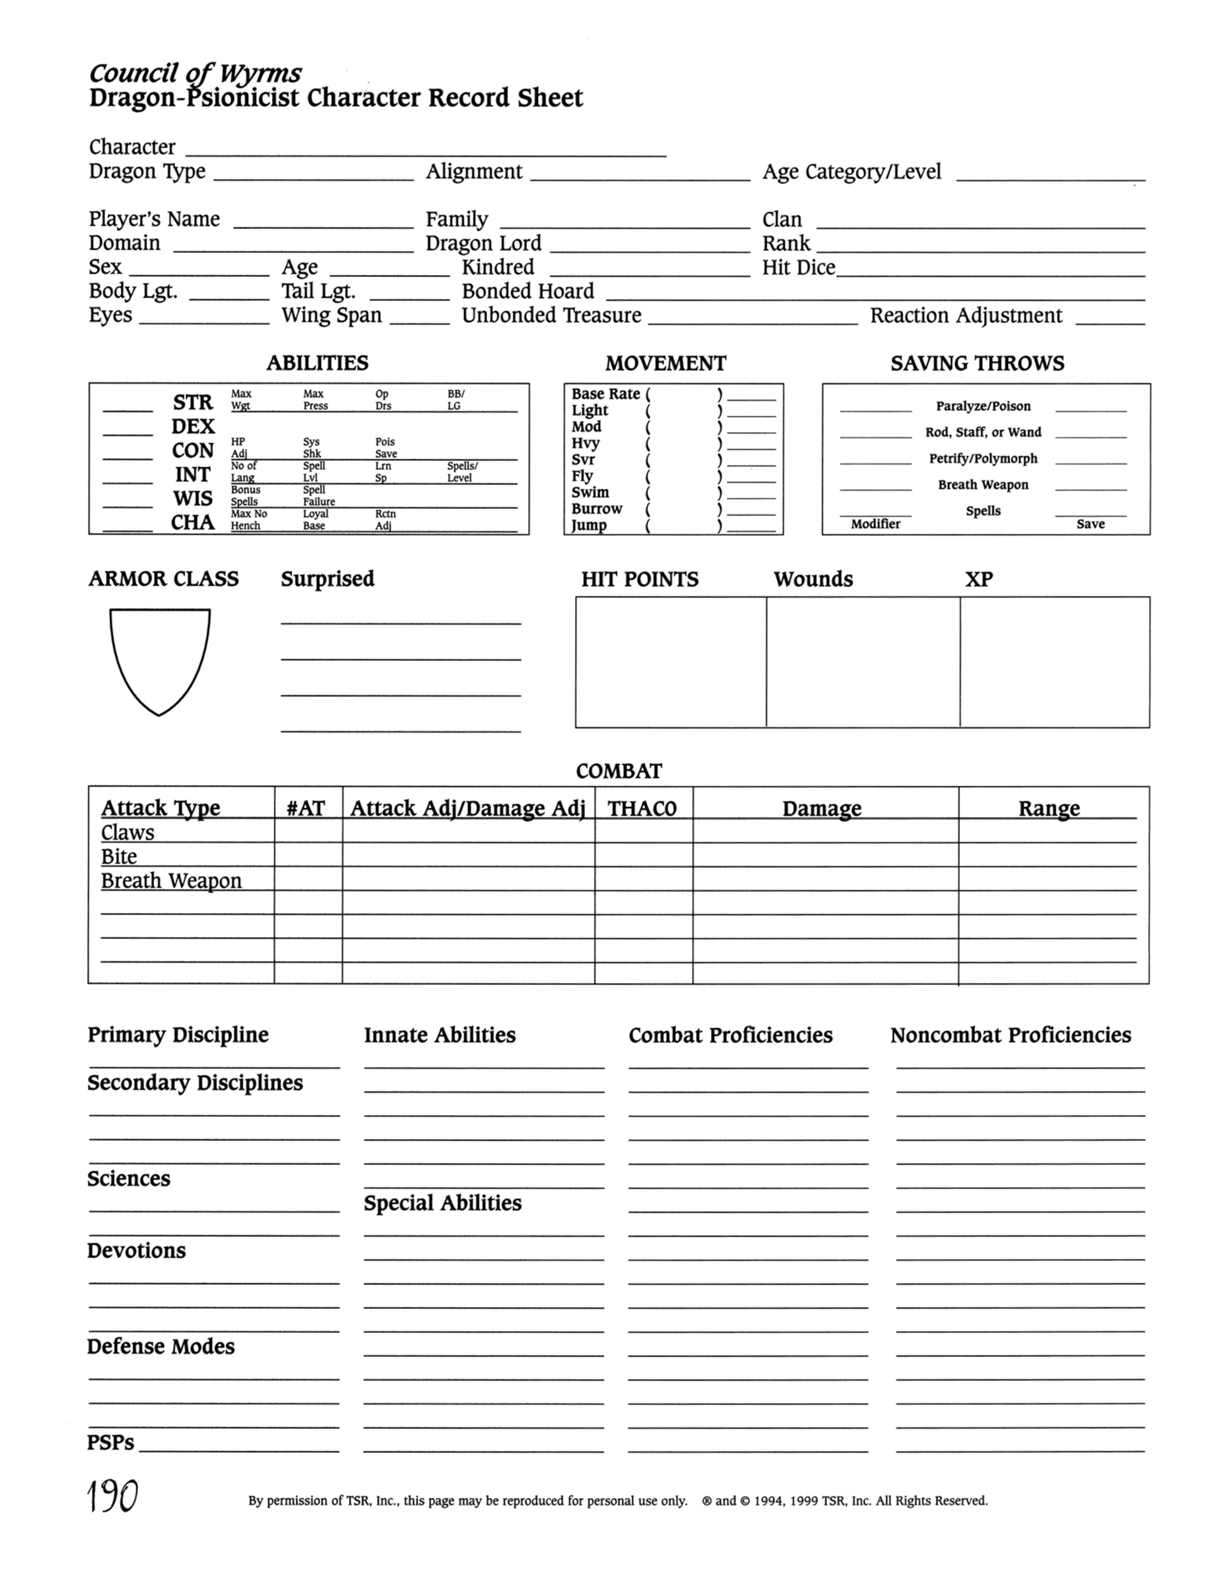 Council of Wyrms
Dragon-Psionicist Character Record Sheet
Character
Dragon Type Alignment Age Category/Level
Player's Name Family Clan
Domain Dragon Lord Rank
Sex Age Kindred Hit Dice
Body Lgt. Tail Lgt. Bonded Hoard
Eyes Wing Span Unbonded Treasure Reaction Adjustment
ABILITIES
STR Max Wgt Max Press Op Drs BB/ LG
DEX
CON HP Adj Sys Shk Pois Save
INT No of Lang Spell Lvl Lrn Sp Spells/ Level
WIS Bonus Spells Spell Failure
CHA Max No Hench Loyal Base Rctn Adj
MOVEMENT
Base Rate ( )
Light ( )
Mod ( )
Hvy ( )
Svr ( )
Fly ( )
Swim ( )
Burrow ( )
Jump ( )
SAVING THROWS
Paralyze/Poison
Rod, Staff, or Wand
Petrify/Polymorph
Breath Weapon
Spells
Modifier Save
ARMOR CLASS Surprised HIT POINTS Wounds XP
COMBAT
Attack Type #AT Attack Adj/Damage Adj THACO Damage Range
Claws
Bite
Breath Weapon
Primary Discipline Innate Abilities Combat Proficiencies Noncombat Proficiencies
Secondary Disciplines
Sciences
Special Abilities
Devotions
Defense Modes
PSPs
190
By permission of TSR, Inc., this page may be reproduced for personal use only. ® and © 1994, 1999 TSR, Inc. All Rights Reserved.